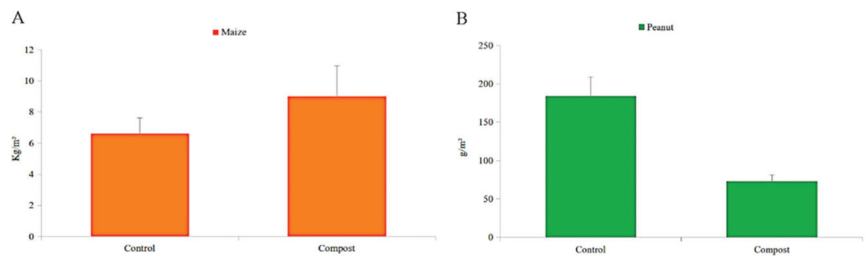 A
Maize
12
10
8
6
4
2
0
Kg/m²
Control
Compost
B
Peanut
250
200
150
100
50
0
g/m²
Control
Compost